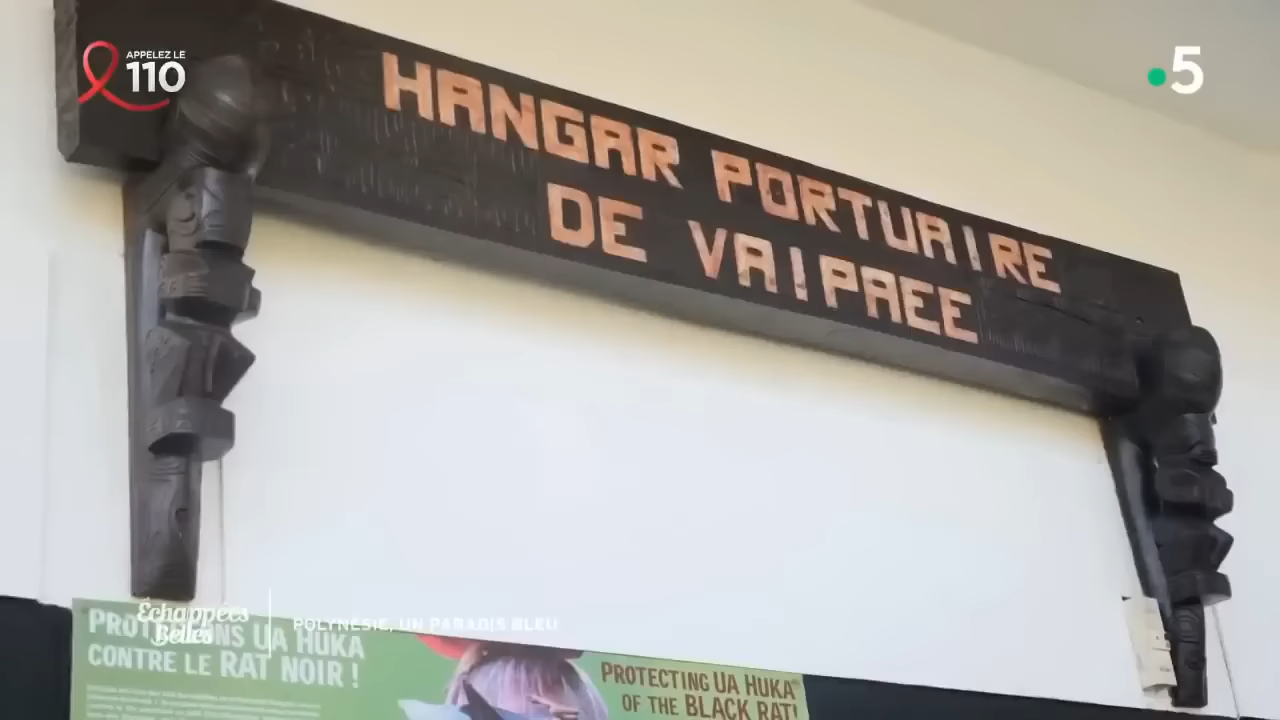 APPELEZ LE
110
5
HANGAR PORTUAIRE
DE VAIPAEE
Échappées
Belles
POLYNÉSIE, UN PARADIS BLEU
PROTÉGEONS UA HUKA
CONTRE LE RAT NOIR !
PROTECTING UA HUKA
OF THE BLACK RAT!